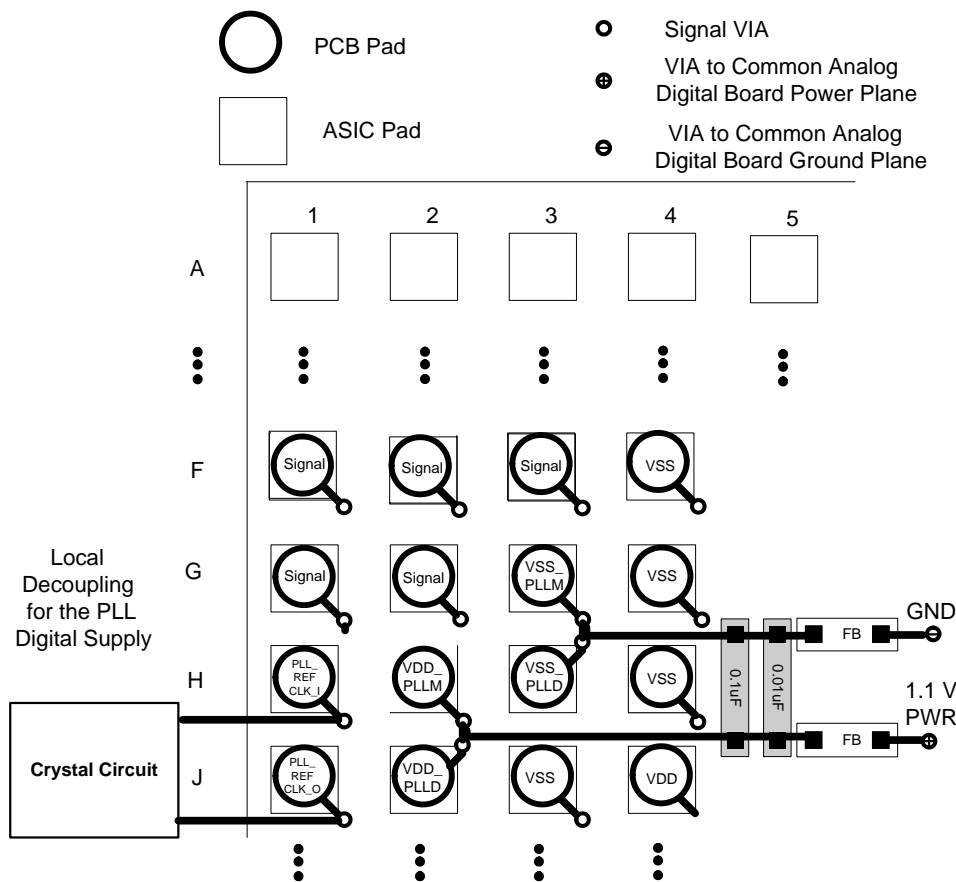 PCB Pad
Signal VIA
VIA to Common Analog
Digital Board Power Plane
ASIC Pad
VIA to Common Analog
Digital Board Ground Plane
1
2
3
4
5
A
F
Signal
Signal
Signal
VSS
Local
Decoupling
for the PLL
Digital Supply
G
Signal
Signal
VSS_
PLLM
VSS
GND
FB
H
PLL_
REF
CLK_I
VDD_
PLLM
VSS_
PLLD
VSS
0.1uF
0.01uF
1.1 V
PWR
FB
Crystal Circuit
J
PLL_
REF
CLK_O
VDD_
PLLD
VSS
VDD